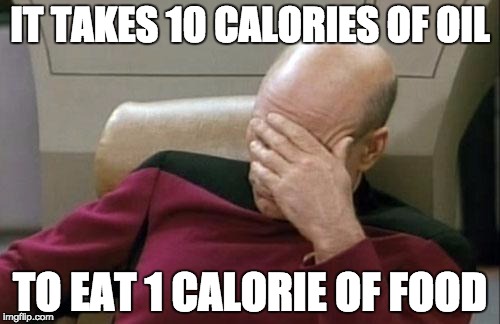 IT TAKES 10 CALORIES OF OIL
TO EAT 1 CALORIE OF FOOD
imgflip.com